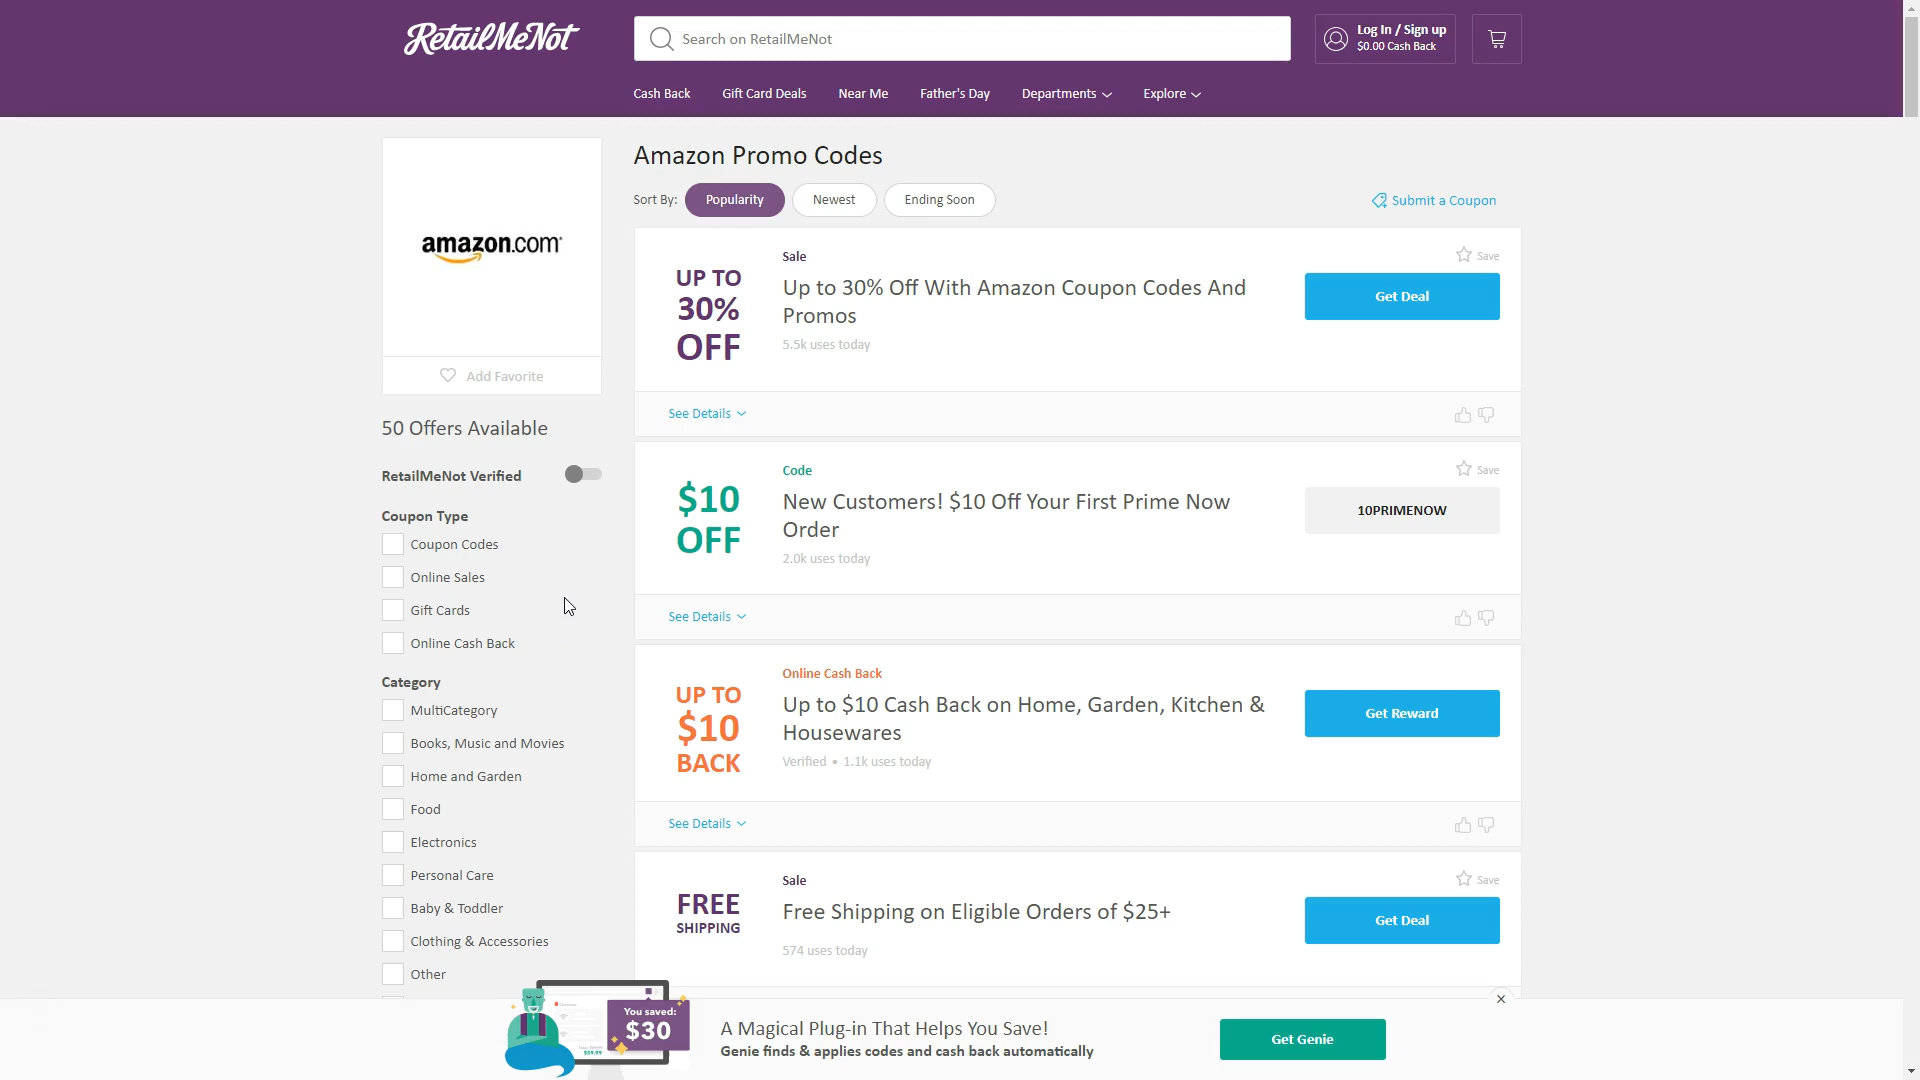 RetailMeNot
Search on RetailMeNot
Log In / Sign up
$0.00 Cash Back
Cash Back
Gift Card Deals
Near Me
Father's Day
Departments
Explore
amazon.com
Add Favorite
50 Offers Available
RetailMeNot Verified
Coupon Type
Coupon Codes
Online Sales
Gift Cards
Online Cash Back
Category
MultiCategory
Books, Music and Movies
Home and Garden
Food
Electronics
Personal Care
Baby & Toddler
Clothing & Accessories
Other
Amazon Promo Codes
Sort By:
Popularity
Newest
Ending Soon
Submit a Coupon
UP TO
30%
OFF
Sale
Up to 30% Off With Amazon Coupon Codes And
Promos
5.5k uses today
Save
Get Deal
See Details
$10
OFF
Code
New Customers! $10 Off Your First Prime Now
Order
2.0k uses today
Save
10PRIMENOW
See Details
UP TO
$10
BACK
Online Cash Back
Up to $10 Cash Back on Home, Garden, Kitchen &
Housewares
Verified • 1.1k uses today
Get Reward
See Details
FREE
SHIPPING
Sale
Free Shipping on Eligible Orders of $25+
574 uses today
Save
Get Deal
You saved:
$30
$59.99
A Magical Plug-in That Helps You Save!
Genie finds & applies codes and cash back automatically
Get Genie